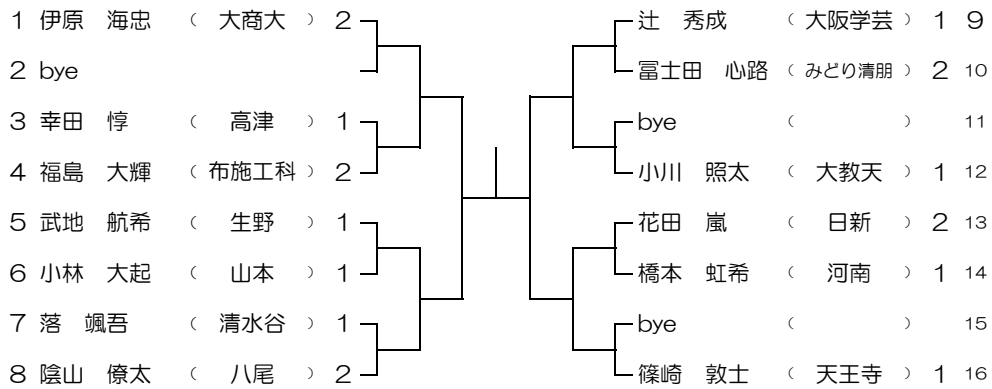 1 伊原 海忠 ( 大商大 ) 2
2 bye
3 幸田 惇 ( 高津 ) 1
4 福島 大輝 ( 布施工科 ) 2
5 武地 航希 ( 生野 ) 1
6 小林 大起 ( 山本 ) 1
7 落 颯吾 ( 清水谷 ) 1
8 陰山 僚太 ( 八尾 ) 2
辻 秀成 ( 大阪学芸 ) 1 9
冨士田 心路 ( みどり清朋 ) 2 10
bye ( ) 11
小川 照太 ( 大教天 ) 1 12
花田 嵐 ( 日新 ) 2 13
橋本 虹希 ( 河南 ) 1 14
bye ( ) 15
篠崎 敦士 ( 天王寺 ) 1 16